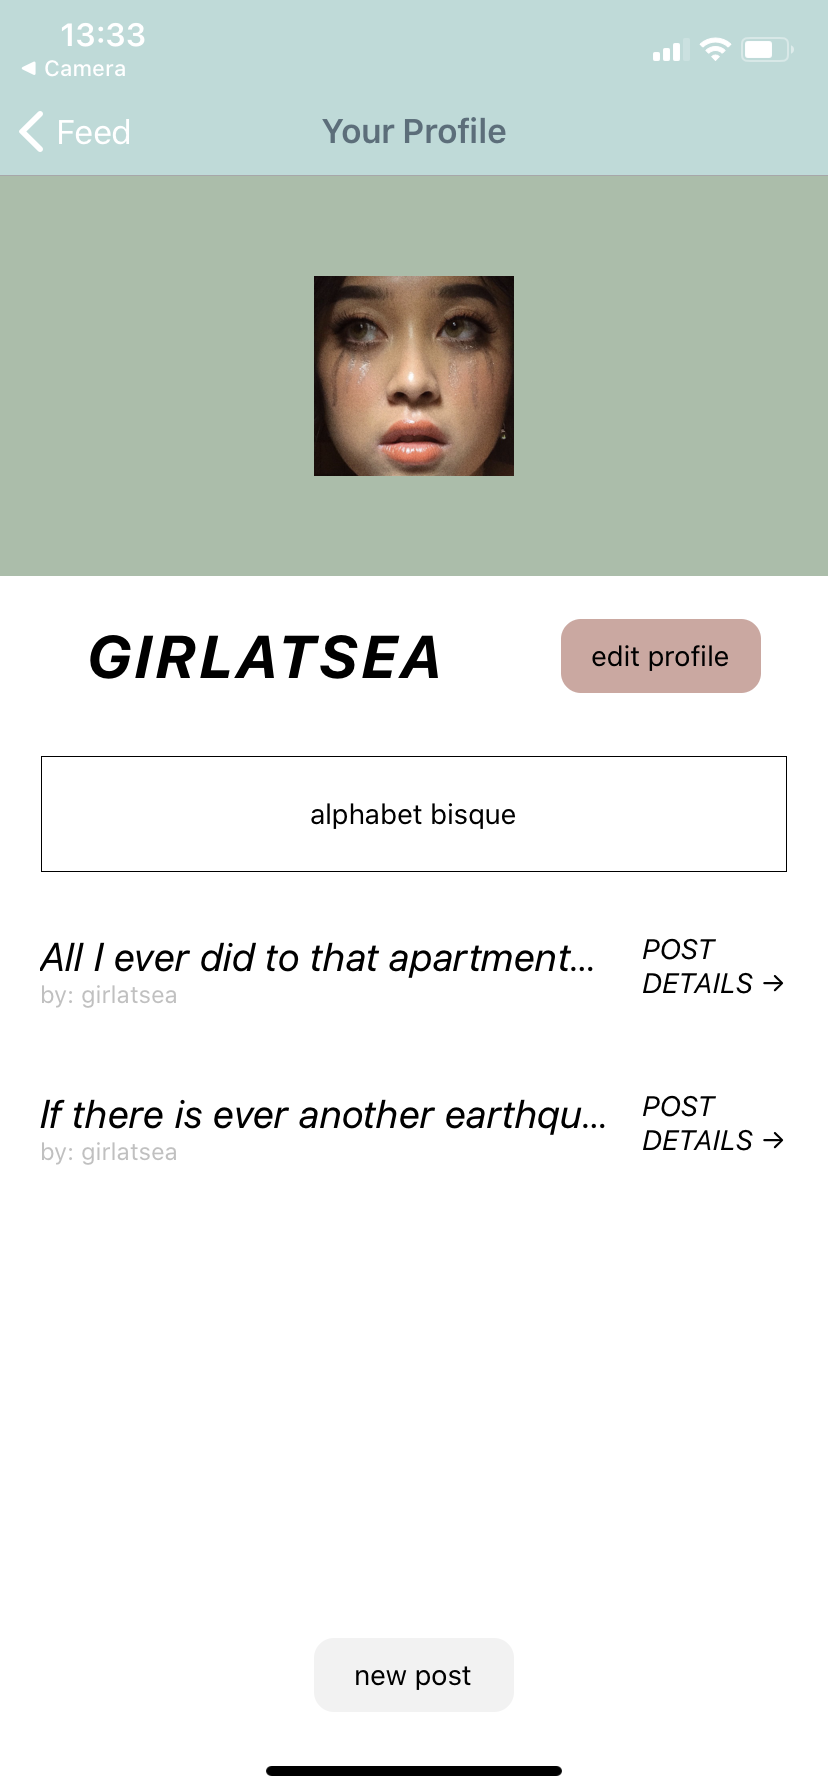 13:33
◀ Camera
Feed
Your Profile
GIRLATSEA
edit profile
alphabet bisque
All I ever did to that apartment...
by: girlatsea
POST
DETAILS →
If there is ever another earthqu...
by: girlatsea
POST
DETAILS →
new post